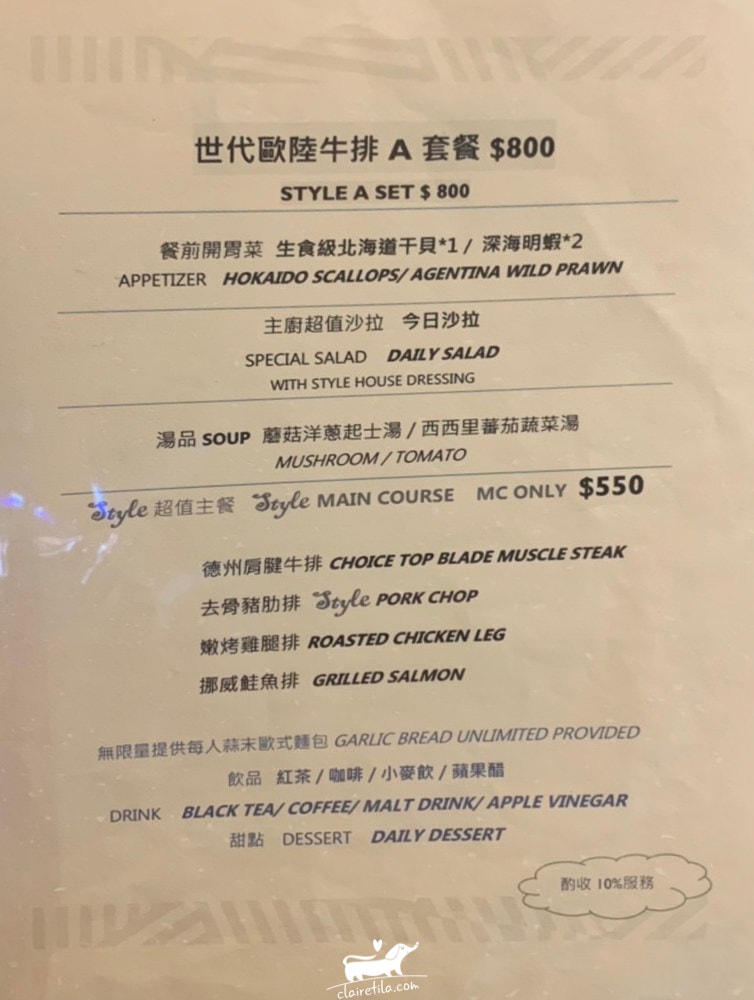 世代歐陸牛排 A 套餐 $800
STYLE A SET $ 800
餐前開胃菜 生食級北海道干貝*1 / 深海明蝦*2
APPETIZER HOKAIDO SCALLOPS/ AGENTINA WILD PRAWN
主廚超值沙拉 今日沙拉
SPECIAL SALAD DAILY SALAD
WITH STYLE HOUSE DRESSING
湯品 SOUP 蘑菇洋蔥起士湯 / 西西里蕃茄蔬菜湯
MUSHROOM / TOMATO
Style 超值主餐 Style MAIN COURSE MC ONLY $550
德州肩腱牛排 CHOICE TOP BLADE MUSCLE STEAK
去骨豬肋排 Style PORK CHOP
嫩烤雞腿排 ROASTED CHICKEN LEG
挪威鮭魚排 GRILLED SALMON
無限量提供每人蒜末歐式麵包 GARLIC BREAD UNLIMITED PROVIDED
飲品 紅茶 / 咖啡 / 小麥飲 / 蘋果醋
DRINK BLACK TEA/ COFFEE/ MALT DRINK/ APPLE VINEGAR
甜點 DESSERT DAILY DESSERT
酌收 10%服務
clairetila.com